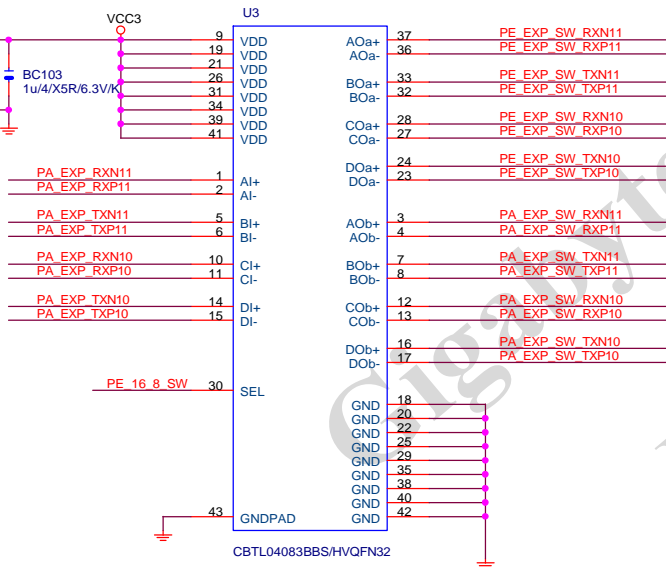 VCC3
U3
BC103
1u/4/X5R/6.3V/K
9 VDD
19 VDD
21 VDD
26 VDD
31 VDD
34 VDD
39 VDD
41 VDD
PA_EXP_RXN11 1 AI+
PA_EXP_RXP11 2 AI-
PA_EXP_TXN11 5 BI+
PA_EXP_TXP11 6 BI-
PA_EXP_RXN10 10 CI+
PA_EXP_RXP10 11 CI-
PA_EXP_TXN10 14 DI+
PA_EXP_TXP10 15 DI-
PE_16_8_SW 30 SEL
43 GNDPAD
AOa+ 37 PE_EXP_SW_RXN11
AOa- 36 PE_EXP_SW_RXP11
BOa+ 33 PE_EXP_SW_TXN11
BOa- 32 PE_EXP_SW_TXP11
COa+ 28 PE_EXP_SW_RXN10
COa- 27 PE_EXP_SW_RXP10
DOa+ 24 PE_EXP_SW_TXN10
DOa- 23 PE_EXP_SW_TXP10
AOb+ 3 PA_EXP_SW_RXN11
AOb- 4 PA_EXP_SW_RXP11
BOb+ 7 PA_EXP_SW_TXN11
BOb- 8 PA_EXP_SW_TXP11
COb+ 12 PA_EXP_SW_RXN10
COb- 13 PA_EXP_SW_RXP10
DOb+ 16 PA_EXP_SW_TXN10
DOb- 17 PA_EXP_SW_TXP10
GND 18
GND 20
GND 22
GND 25
GND 29
GND 35
GND 38
GND 40
GND 42
CBTL04083BBS/HVQFN32
Gigabyte